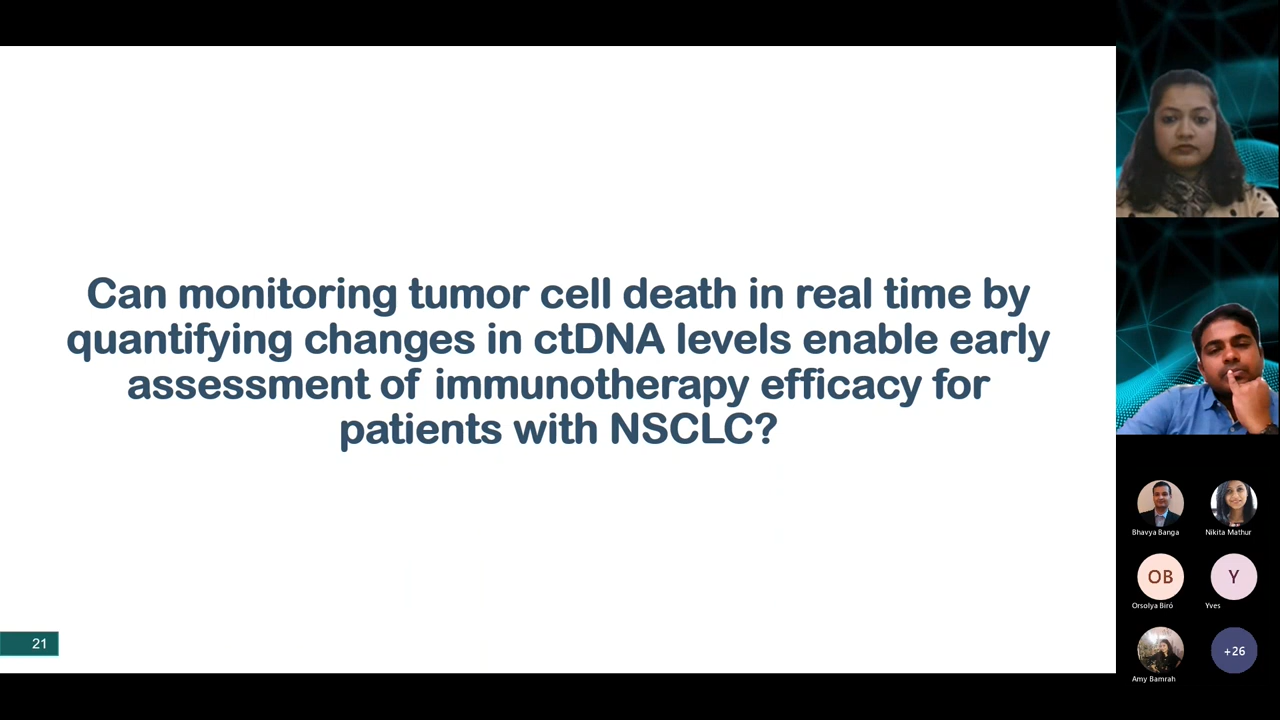 Can monitoring tumor cell death in real time by
quantifying changes in ctDNA levels enable early
assessment of immunotherapy efficacy for
patients with NSCLC?
21
Bhavya Banga
Nikita Mathur
OB
Y
Orsolya Biró
Yves
Amy Bamrah
+26